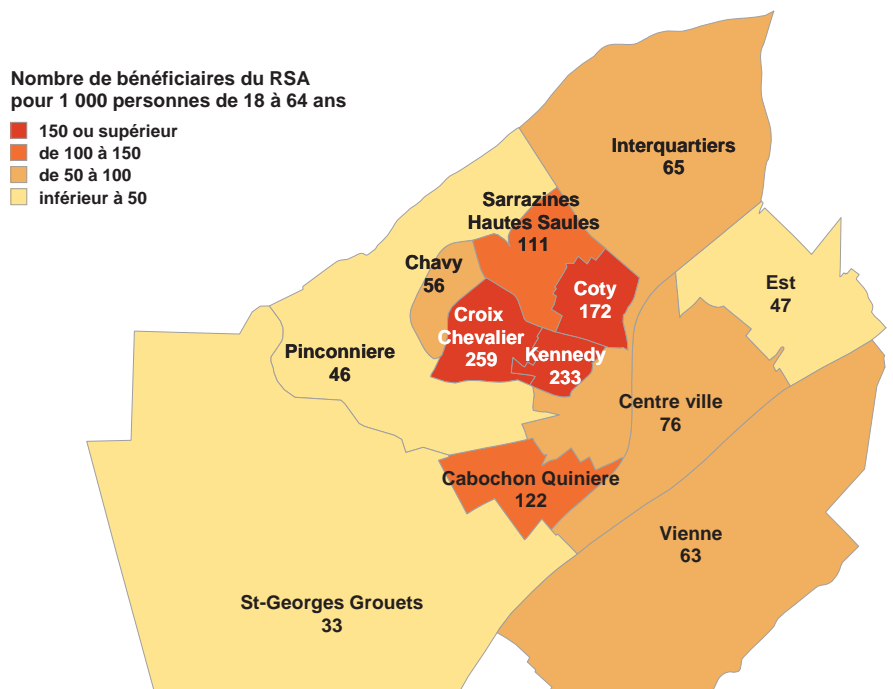 Nombre de bénéficiaires du RSA
pour 1 000 personnes de 18 à 64 ans
150 ou supérieur
de 100 à 150
de 50 à 100
inférieur à 50
Interquartiers
65
Sarrazines
Hautes Saules
111
Chavy
56
Coty
172
Est
47
Croix
Chevalier
259
Kennedy
233
Pinconniere
46
Centre ville
76
Cabochon Quiniere
122
Vienne
63
St-Georges Grouets
33